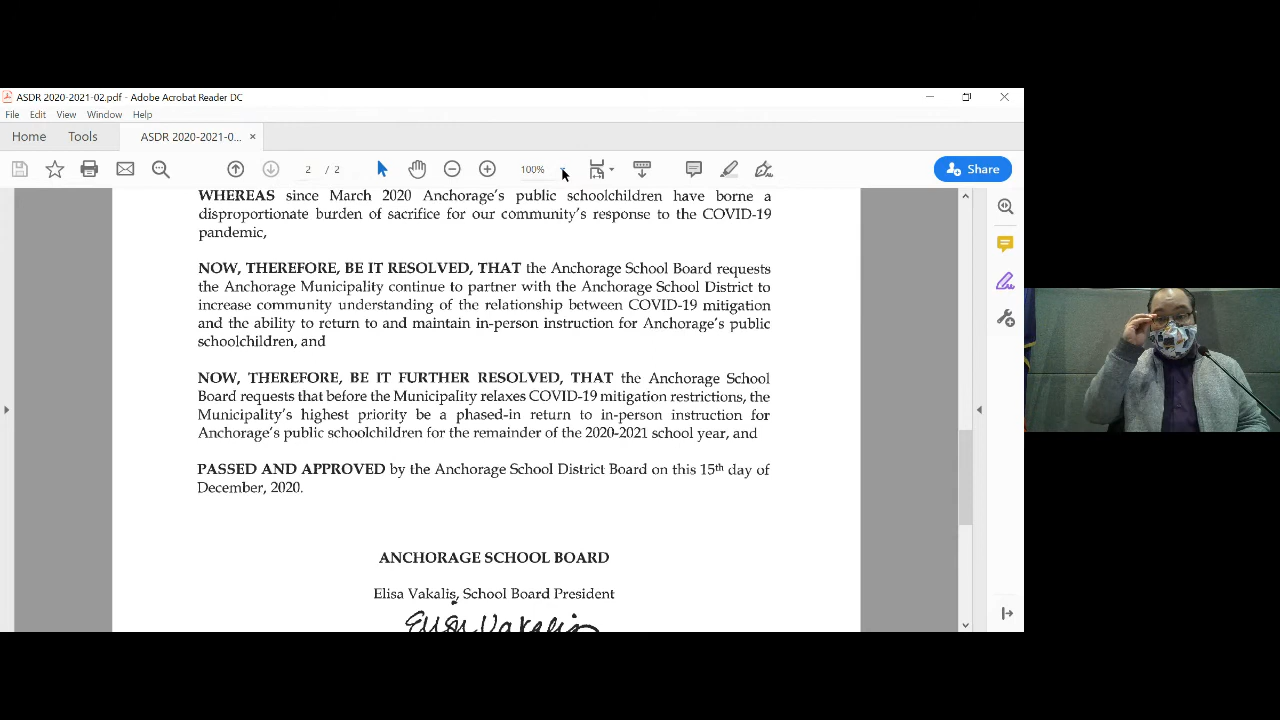 ASDR 2020-2021-02.pdf - Adobe Acrobat Reader DC
File Edit View Window Help
Home Tools ASDR 2020-2021-0... ×
2 / 2 100% Share
WHEREAS since March 2020 Anchorage's public schoolchildren have borne a
disproportionate burden of sacrifice for our community's response to the COVID-19
pandemic,
NOW, THEREFORE, BE IT RESOLVED, THAT the Anchorage School Board requests
the Anchorage Municipality continue to partner with the Anchorage School District to
increase community understanding of the relationship between COVID-19 mitigation
and the ability to return to and maintain in-person instruction for Anchorage's public
schoolchildren, and
NOW, THEREFORE, BE IT FURTHER RESOLVED, THAT the Anchorage School
Board requests that before the Municipality relaxes COVID-19 mitigation restrictions, the
Municipality's highest priority be a phased-in return to in-person instruction for
Anchorage's public schoolchildren for the remainder of the 2020-2021 school year, and
PASSED AND APPROVED by the Anchorage School District Board on this 15th day of
December, 2020.
ANCHORAGE SCHOOL BOARD
Elisa Vakalis, School Board President
Elisa Vakalis